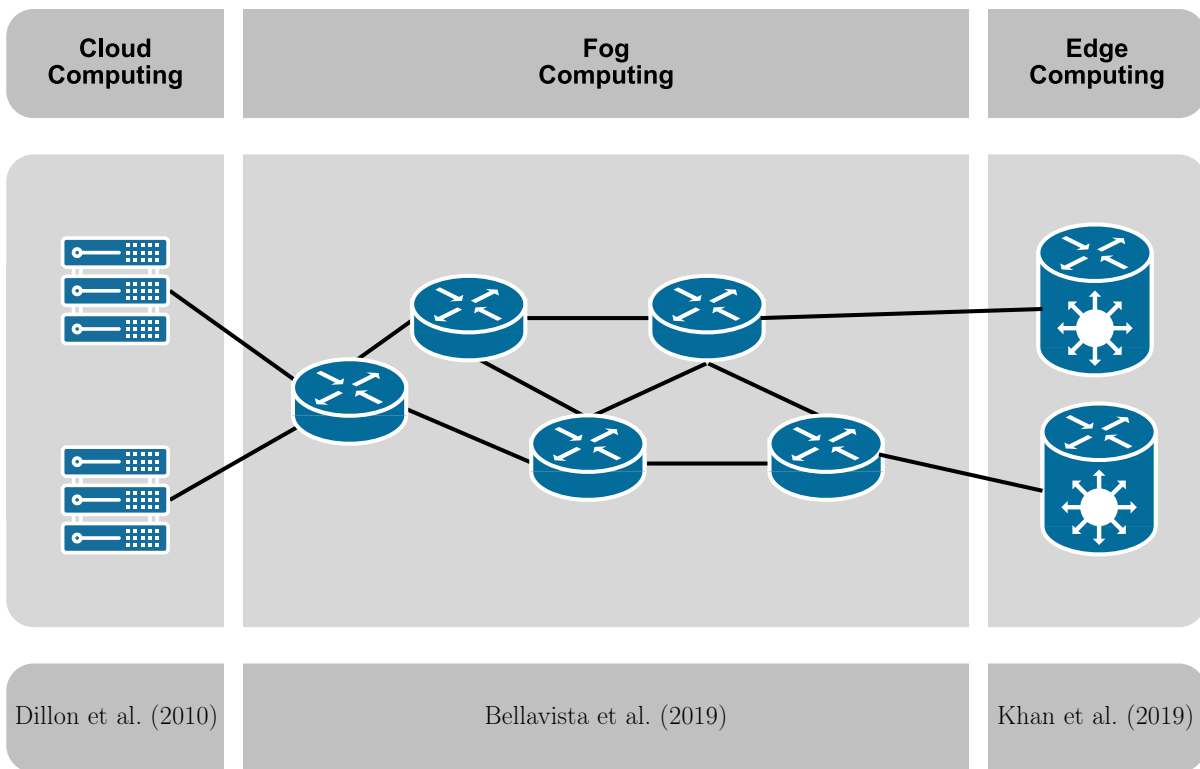 Cloud
Computing
Fog
Computing
Edge
Computing
Dillon et al. (2010)
Bellavista et al. (2019)
Khan et al. (2019)